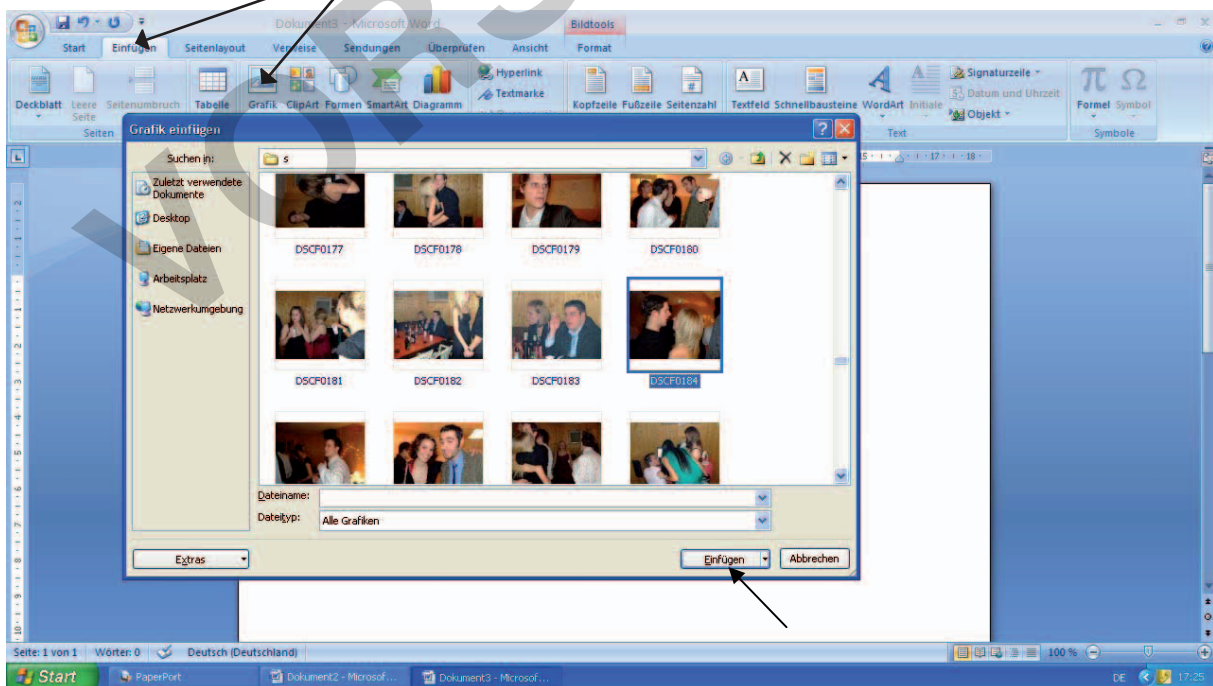 Dokument3 - Microsoft Word
Bildtools
Start Einfügen Seitenlayout Verweise Sendungen Überprüfen Ansicht Format
Deckblatt
Leere Seite
Seitenumbruch
Seiten
Tabelle
Grafik ClipArt Formen SmartArt Diagramm
Hyperlink
Textmarke
Kopfzeile Fußzeile Seitenzahl
Textfeld Schnellbausteine WordArt Initiale
Signaturzeile
Datum und Uhrzeit
Objekt
Text
Formel Symbol
Symbole
Grafik einfügen
Suchen in: s
Zuletzt verwendete
Dokumente
Desktop
Eigene Dateien
Arbeitsplatz
Netzwerkumgebung
DSCF0177 DSCF0178 DSCF0179 DSCF0180
DSCF0181 DSCF0182 DSCF0183 DSCF0184
Dateiname:
Dateityp: Alle Grafiken
Extras Einfügen Abbrechen
Seite: 1 von 1 Wörter: 0 Deutsch (Deutschland) 100 %
Start PaperPort Dokument2 - Microsof... Dokument3 - Microsof... DE 17:25